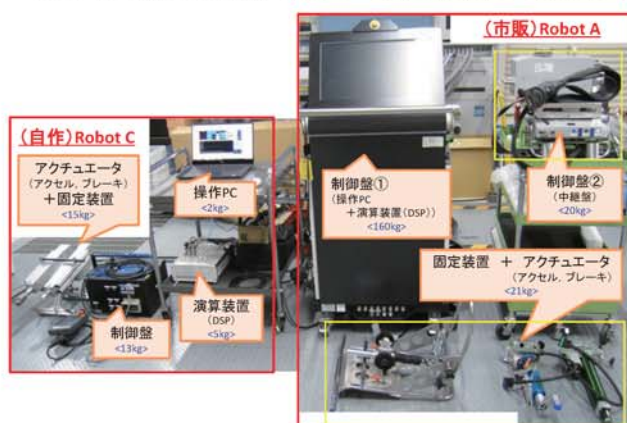 (市販)Robot A
(自作)Robot C
アクチュエータ
(アクセル、ブレーキ)
+固定装置
<15kg>
操作PC
<2kg>
制御盤①
(操作PC
+演算装置(DSP))
<160kg>
制御盤②
(中継盤)
<20kg>
固定装置 + アクチュエータ
(アクセル、ブレーキ)
<21kg>
演算装置
(DSP)
<5kg>
制御盤
<13kg>